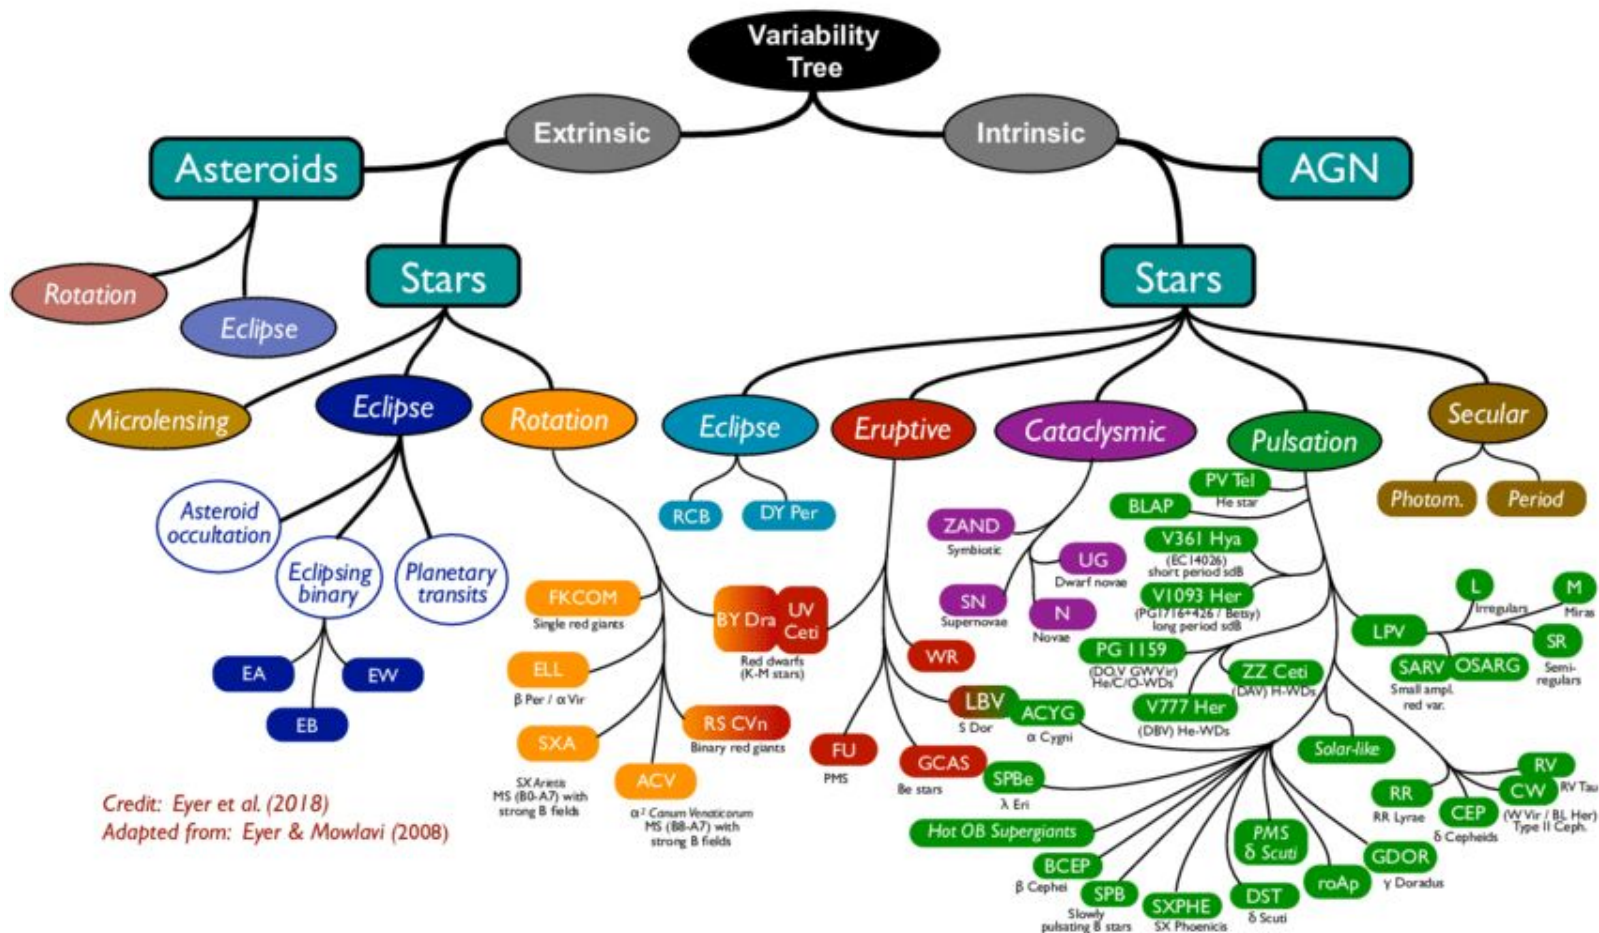 Variability
Tree
Extrinsic
Intrinsic
Asteroids
AGN
Rotation
Eclipse
Stars
Stars
Microlensing
Eclipse
Rotation
Eclipse
Eruptive
Cataclysmic
Pulsation
Secular
Asteroid
occultation
Eclipsing
binary
Planetary
transits
EA
EB
EW
FKCOM
Single red giants
ELL
β Per / α Vir
SXA
SX Arietis
MS (B0-A7) with
strong B fields
ACV
α² Canum Venaticorum
MS (B8-A7) with
strong B fields
RS CVn
Binary red giants
BY Dra
UV
Ceti
Red dwarfs
(K-M stars)
RCB
DY Per
FU
PMS
GCAS
Be stars
WR
LBV
S Dor
ZAND
Symbiotic
SN
Supernovae
N
Novae
UG
Dwarf novae
PV Tel
He star
BLAP
V361 Hya
(EC14026)
short period sdB
V1093 Her
(PG1716+426 / Betsy)
long period sdB
PG 1159
(DO,V GWVir)
He/C/O-WDs
ZZ Ceti
(DAV) H-WDs
V777 Her
(DBV) He-WDs
ACYG
α Cygni
SPBe
λ Eri
Hot OB Supergiants
BCEP
β Cephei
SPB
Slowly
pulsating B stars
SXPHE
SX Phoenicis
DST
δ Scuti
PMS
δ Scuti
roAp
GDOR
γ Doradus
Solar-like
RR
RR Lyrae
CEP
δ Cepheids
CW
(W Vir / BL Her)
Type II Ceph.
RV
RV Tau
LPV
L
Irregulars
M
Miras
SR
Semi-
regulars
SARV
Small ampl.
red var.
OSARG
Photom.
Period
Credit: Eyer et al. (2018)
Adapted from: Eyer & Mowlavi (2008)